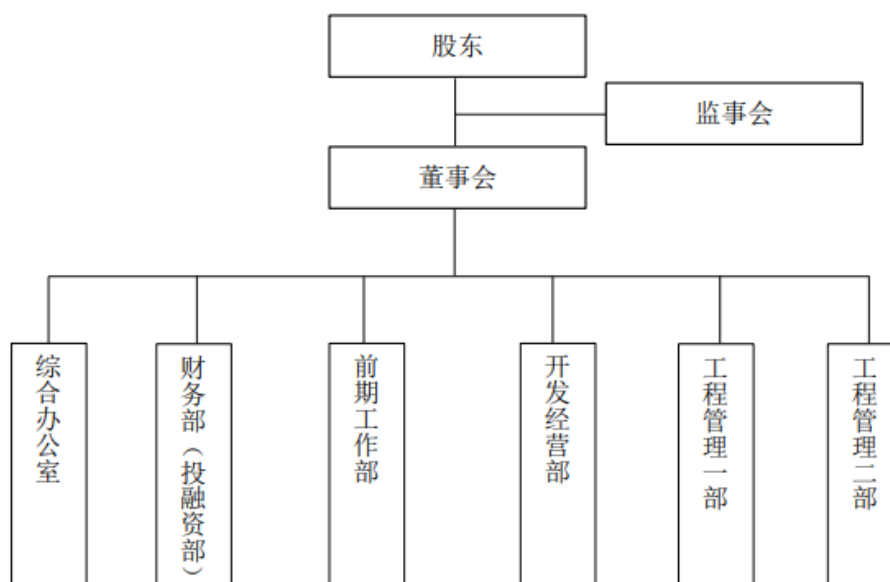 股东
监事会
董事会
综合办公室
财务部（投融资部）
前期工作部
开发经营部
工程管理一部
工程管理二部